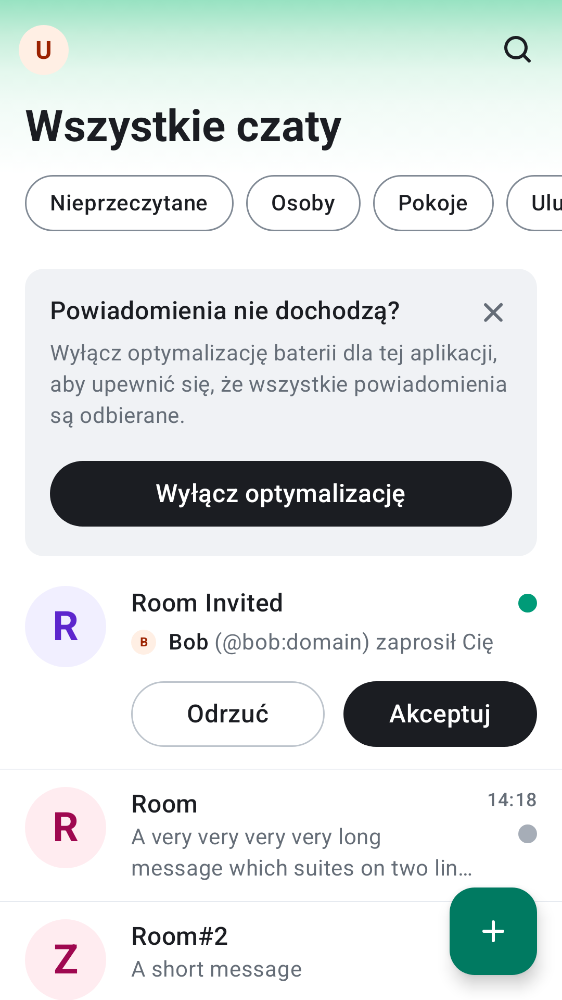 U
Wszystkie czaty
Nieprzeczytane
Osoby
Pokoje
Ulu
Powiadomienia nie dochodzą?
Wyłącz optymalizację baterii dla tej aplikacji,
aby upewnić się, że wszystkie powiadomienia
są odbierane.
Wyłącz optymalizację
R
Room Invited
B
Bob (@bob:domain) zaprosił Cię
Odrzuć
Akceptuj
R
Room
14:18
A very very very very long
message which suites on two lin…
Z
Room#2
A short message